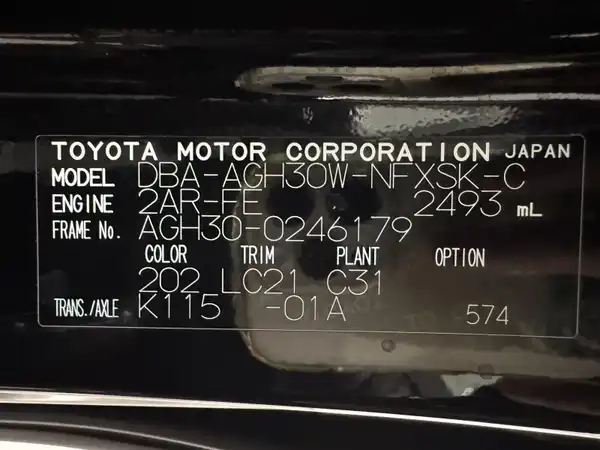 TOYOTA MOTOR CORPORATION JAPAN
MODEL DBA-AGH30W-NFXSK-C
ENGINE 2AR-FE 2493 mL
FRAME No. AGH30-0246179
COLOR TRIM PLANT OPTION
202 LC21 C31
TRANS./AXLE K115 -01A 574